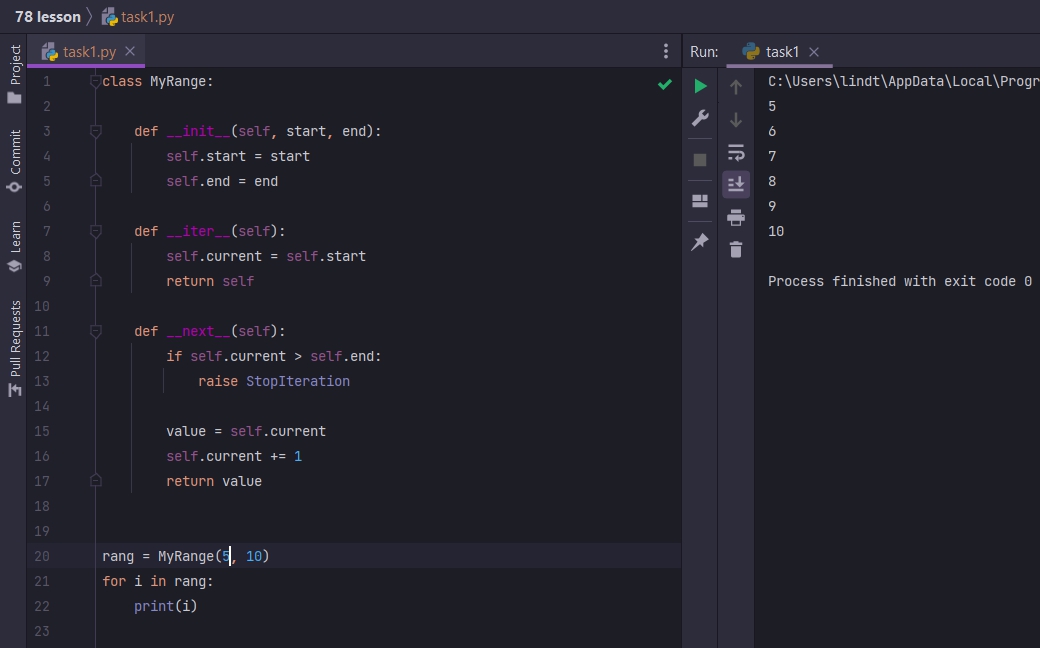 78 lesson task1.py
Project
Commit
Learn
Pull Requests
task1.py
1 class MyRange:
2
3     def __init__(self, start, end):
4         self.start = start
5         self.end = end
6
7     def __iter__(self):
8         self.current = self.start
9         return self
10
11     def __next__(self):
12         if self.current > self.end:
13             raise StopIteration
14
15         value = self.current
16         self.current += 1
17         return value
18
19
20 rang = MyRange(5, 10)
21 for i in rang:
22     print(i)
23
Run: task1
C:\Users\lindt\AppData\Local\Progr
5
6
7
8
9
10
Process finished with exit code 0